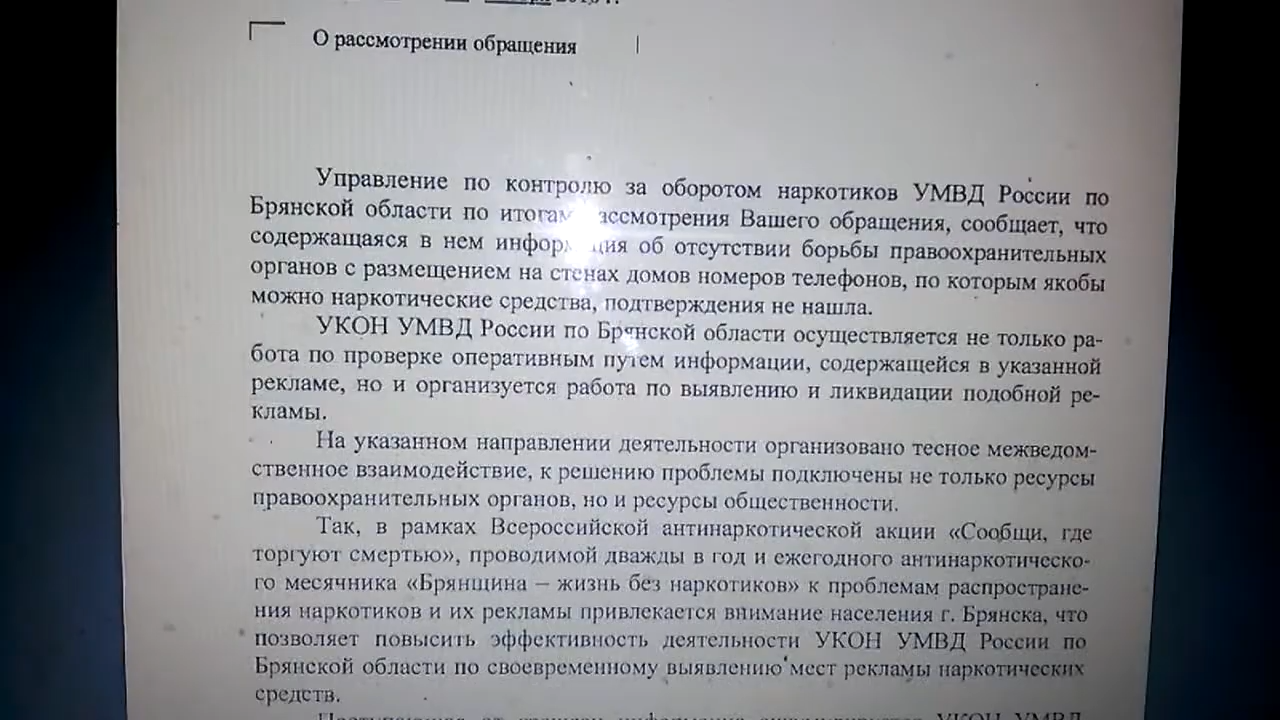 О рассмотрении обращения
Управление по контролю за оборотом наркотиков УМВД России по
Брянской области по итогам рассмотрения Вашего обращения, сообщает, что
содержащаяся в нем информация об отсутствии борьбы правоохранительных
органов с размещением на стенах домов номеров телефонов, по которым якобы
можно наркотические средства, подтверждения не нашла.
УКОН УМВД России по Брянской области осуществляется не только ра-
бота по проверке оперативным путем информации, содержащейся в указанной
рекламе, но и организуется работа по выявлению и ликвидации подобной ре-
кламы.
На указанном направлении деятельности организовано тесное межведом-
ственное взаимодействие, к решению проблемы подключены не только ресурсы
правоохранительных органов, но и ресурсы общественности.
Так, в рамках Всероссийской антинаркотической акции «Сообщи, где
торгуют смертью», проводимой дважды в год и ежегодного антинаркотическо-
го месячника «Брянщина – жизнь без наркотиков» к проблемам распростране-
ния наркотиков и их рекламы привлекается внимание населения г. Брянска, что
позволяет повысить эффективность деятельности УКОН УМВД России по
Брянской области по своевременному выявлению мест рекламы наркотических
средств.